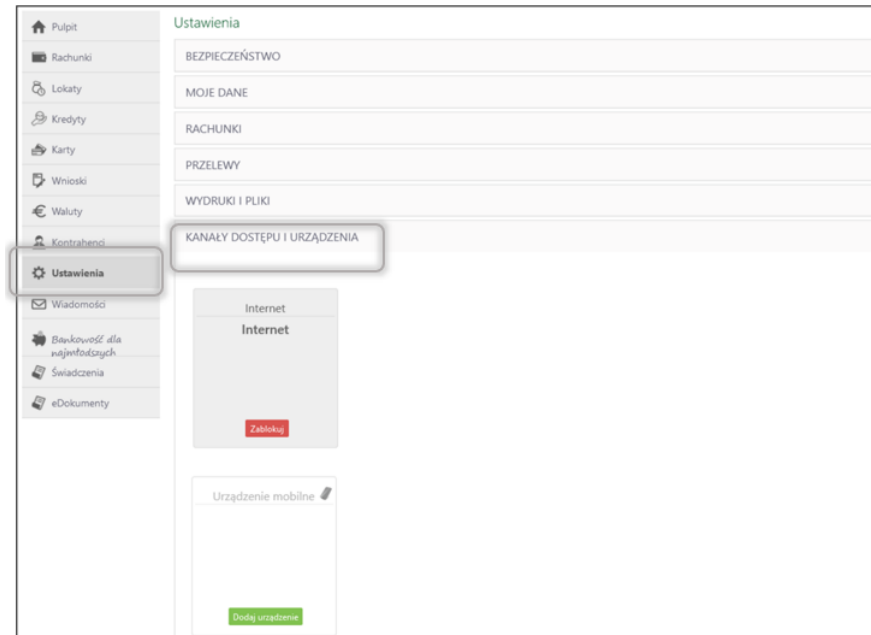 Pulpit
Rachunki
Lokaty
Kredyty
Karty
Wnioski
Waluty
Kontrahenci
Ustawienia
Wiadomości
Bankowość dla
najmłodszych
Świadczenia
eDokumenty
Ustawienia
BEZPIECZEŃSTWO
MOJE DANE
RACHUNKI
PRZELEWY
WYDRUKI I PLIKI
KANAŁY DOSTĘPU I URZĄDZENIA
Internet
Internet
Zablokuj
Urządzenie mobilne
Dodaj urządzenie